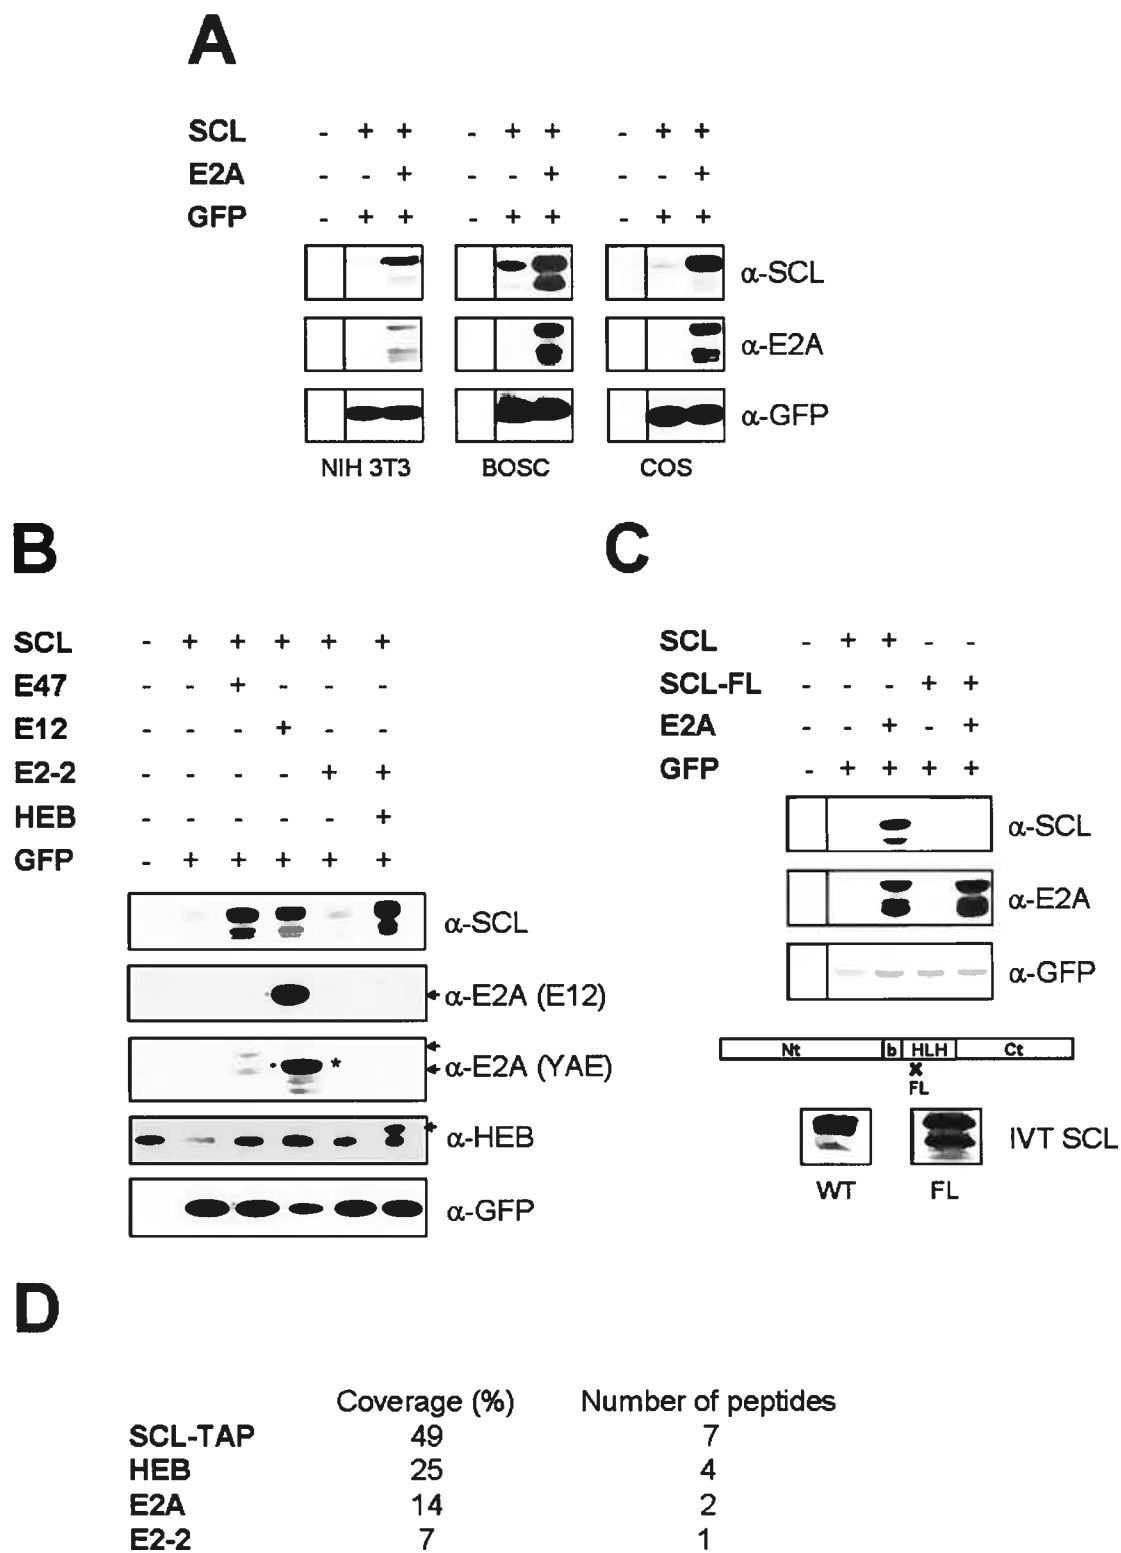 A
SCL - + + - + + - + +
E2A - - + - - + - - +
GFP - + + - + + - + +
α-SCL
α-E2A
α-GFP
NIH 3T3 BOSC COS
B
SCL - + + + + +
E47 - - + - - -
E12 - - - + - -
E2-2 - - - - + +
HEB - - - - - +
GFP - + + + + +
α-SCL
α-E2A (E12)
* α-E2A (YAE)
α-HEB
α-GFP
C
SCL - + + - -
SCL-FL - - - + +
E2A - - + - +
GFP - + + + +
α-SCL
α-E2A
α-GFP
Nt b HLH Ct
x
FL
IVT SCL
WT FL
D
Coverage (%) Number of peptides
SCL-TAP 49 7
HEB 25 4
E2A 14 2
E2-2 7 1